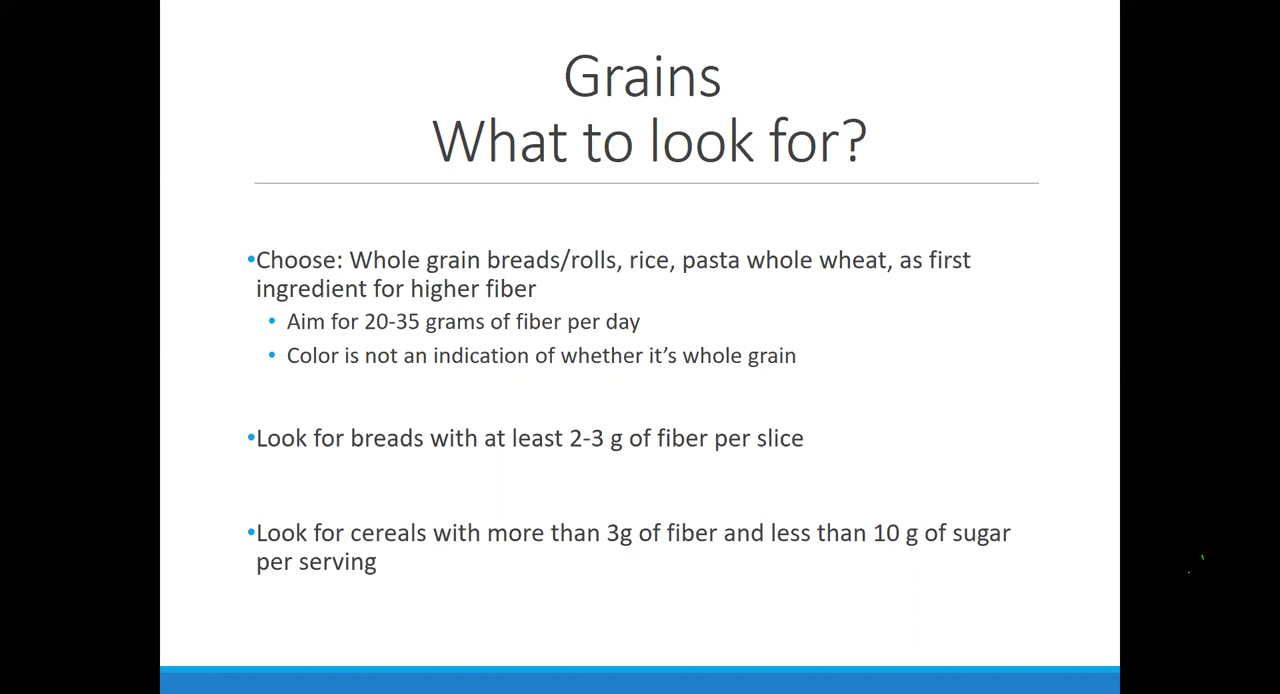 Grains
What to look for?
•Choose: Whole grain breads/rolls, rice, pasta whole wheat, as first
ingredient for higher fiber
• Aim for 20-35 grams of fiber per day
• Color is not an indication of whether it’s whole grain
•Look for breads with at least 2-3 g of fiber per slice
•Look for cereals with more than 3g of fiber and less than 10 g of sugar
per serving